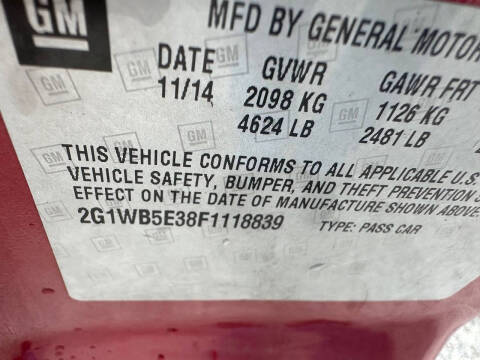 GM
MFD BY GENERAL MOTOR
DATE GVWR GAWR FRT
11/14 2098 KG 1126 KG
4624 LB 2481 LB
THIS VEHICLE CONFORMS TO ALL APPLICABLE U.S.
VEHICLE SAFETY, BUMPER, AND THEFT PREVENTION S
EFFECT ON THE DATE OF MANUFACTURE SHOWN ABOVE
2G1WB5E38F1118839 TYPE: PASS CAR